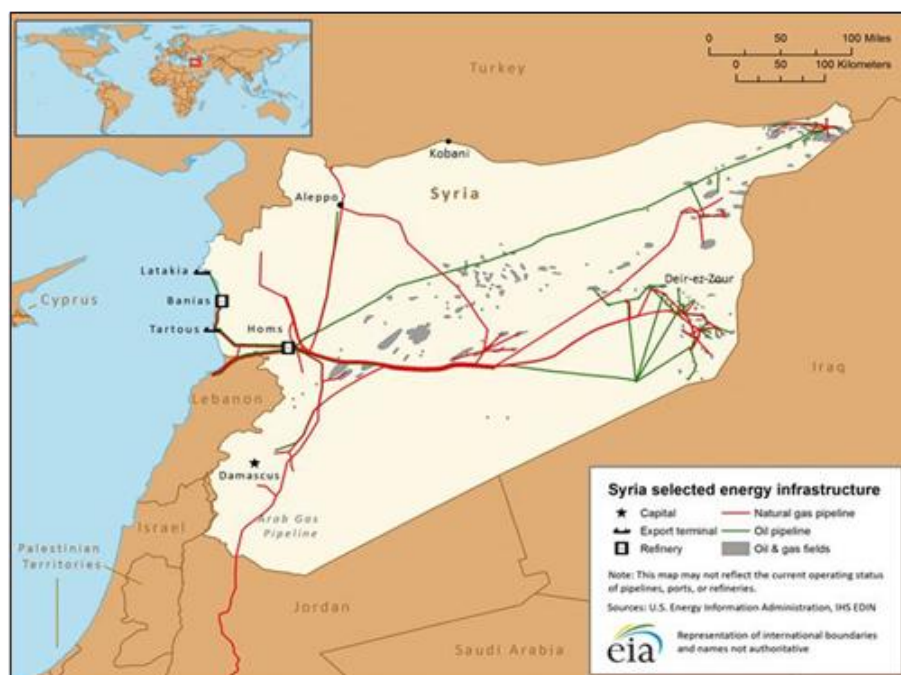 0 50 100 Miles
0 50 100 Kilometers
Turkey
Kobani
Syria
Aleppo
Latakia
Deir-ez-Zour
Cyprus
Banias
Tartous
Homs
Iraq
Lebanon
Damascus
Arab Gas
Pipeline
Israel
Palestinian
Territories
Jordan
Saudi Arabia
Syria selected energy infrastructure
Capital
Natural gas pipeline
Export terminal
Oil pipeline
Refinery
Oil & gas fields
Note: This map may not reflect the current operating status
of pipelines, ports, or refineries.
Sources: U.S. Energy Information Administration, IHS EDIN
eia
Representation of international boundaries
and names not authoritative